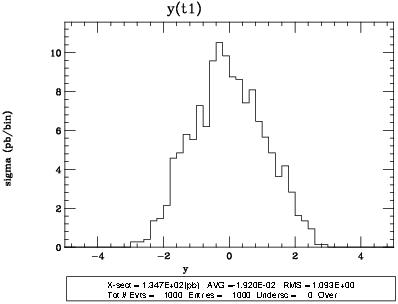 y(t1)
sigma (pb/bin)
10
8
6
4
2
0
-4 -2 0 2 4
y
X-sect = 1.347E+02(pb) AVG =-1.920E-02 RMS = 1.093E+00
Tot # Evts = 1000 Entries = 1000 Undersc = 0 Over